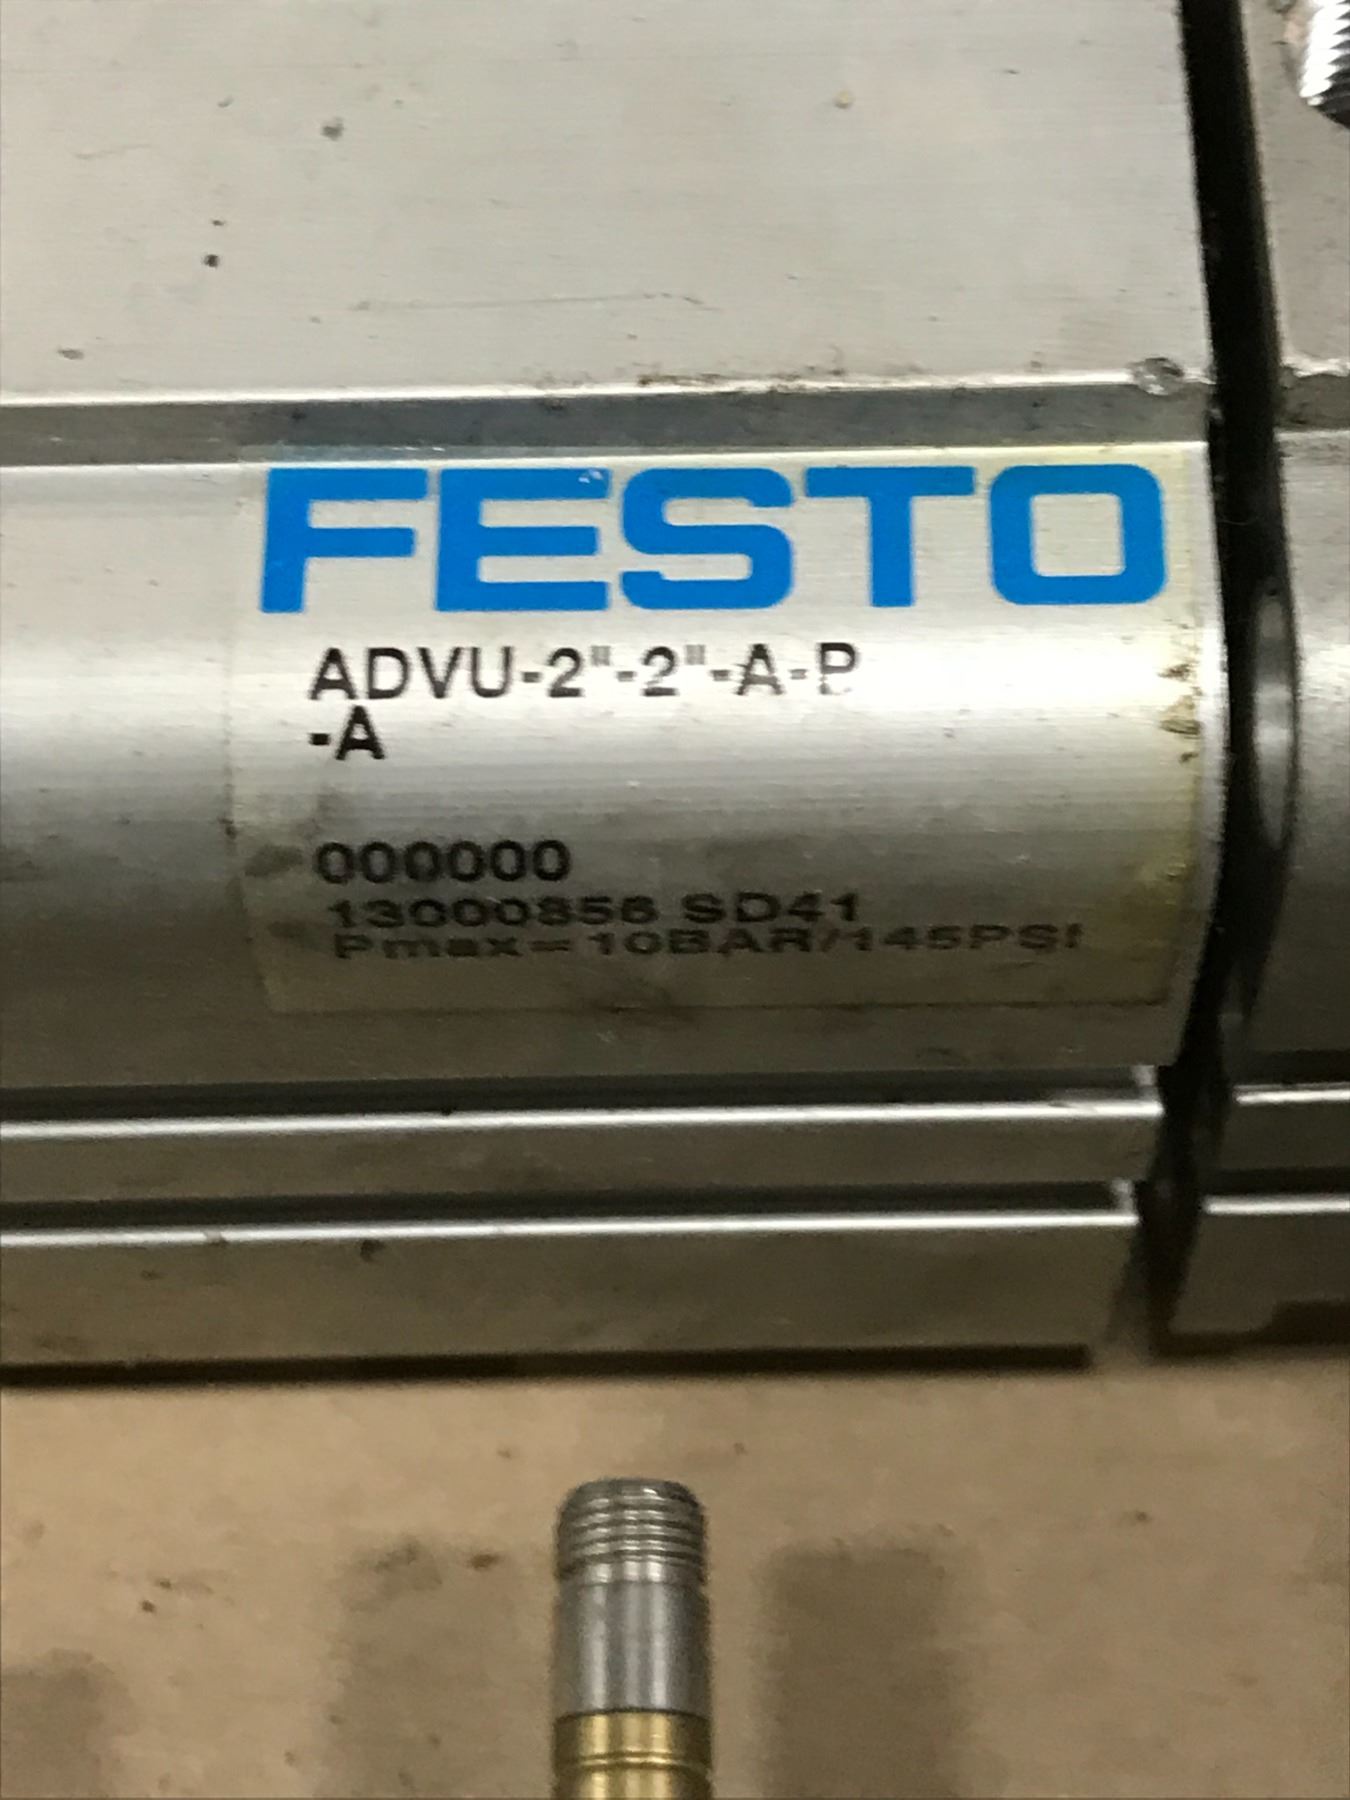 FESTO
ADVU-2"-2"-A-P
-A
000000
13000856 SD41
Pmax=10BAR/145PSI